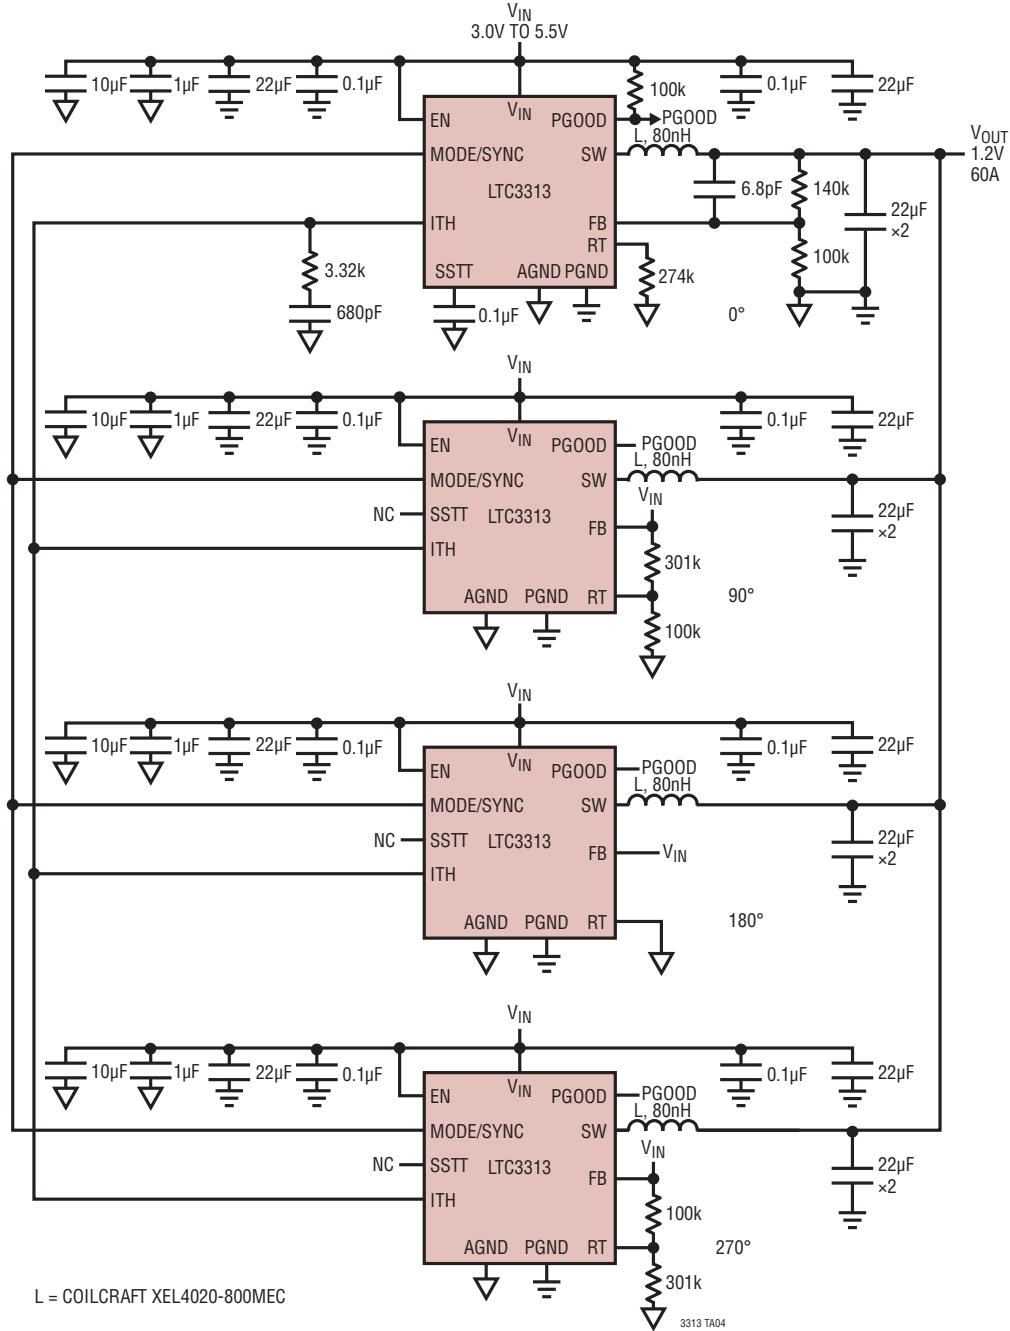 VIN
3.0V TO 5.5V
10µF
1µF
22µF
0.1µF
100k
0.1µF
22µF
EN
VIN
PGOOD
PGOOD
L, 80nH
MODE/SYNC
SW
VOUT
1.2V
60A
LTC3313
6.8pF
140k
22µF
×2
ITH
FB
RT
3.32k
100k
274k
SSTT
AGND
PGND
680pF
0.1µF
0°
VIN
10µF
1µF
22µF
0.1µF
0.1µF
22µF
EN
VIN
PGOOD
PGOOD
L, 80nH
MODE/SYNC
SW
VIN
NC
SSTT
LTC3313
FB
22µF
×2
ITH
301k
AGND
PGND
RT
90°
100k
VIN
10µF
1µF
22µF
0.1µF
0.1µF
22µF
EN
VIN
PGOOD
PGOOD
L, 80nH
MODE/SYNC
SW
NC
SSTT
LTC3313
FB
VIN
22µF
×2
ITH
AGND
PGND
RT
180°
VIN
10µF
1µF
22µF
0.1µF
0.1µF
22µF
EN
VIN
PGOOD
PGOOD
L, 80nH
MODE/SYNC
SW
VIN
NC
SSTT
LTC3313
FB
22µF
×2
ITH
100k
AGND
PGND
RT
270°
301k
L = COILCRAFT XEL4020-800MEC
3313 TA04